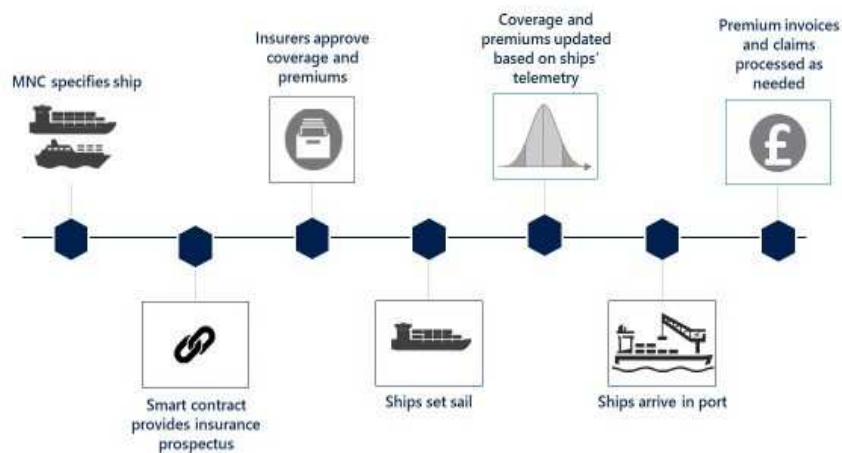 MNC specifies ship
Smart contract
provides insurance
prospectus
Insurers approve
coverage and
premiums
Ships set sail
Coverage and
premiums updated
based on ships'
telemetry
Ships arrive in port
Premium invoices
and claims
processed as
needed
£